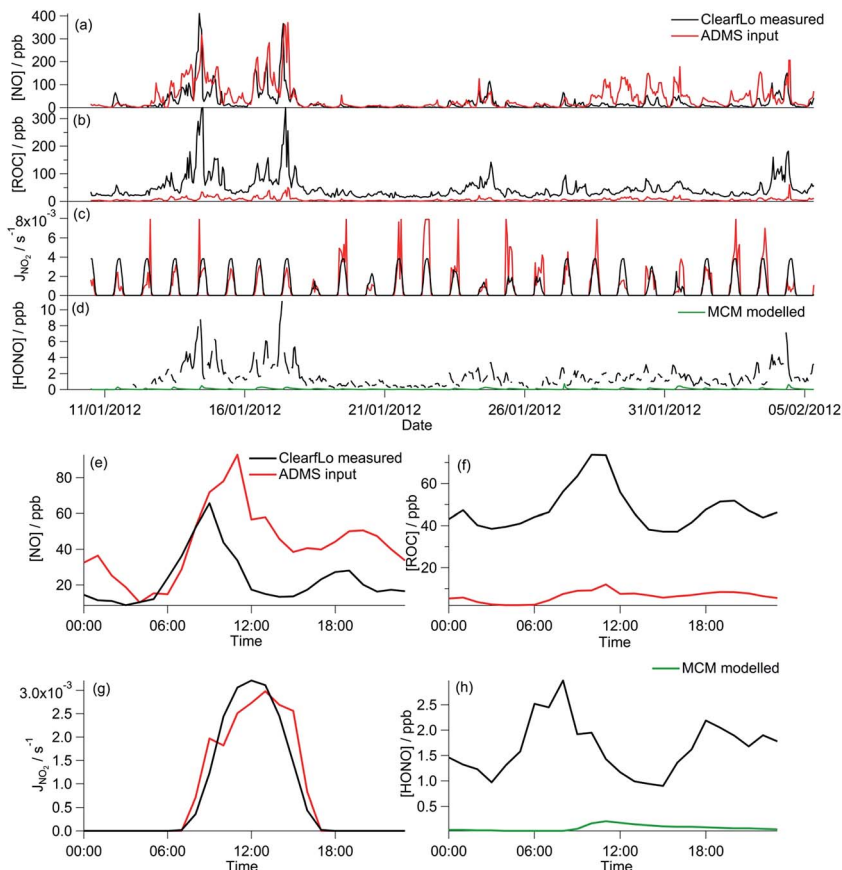 (a)
ClearfLo measured
ADMS input
[NO] / ppb
400
300
200
100
0
(b)
[ROC] / ppb
300
200
100
0
(c)
J NO2 / s-1
8x10-3
6
4
2
0
(d)
MCM modelled
[HONO] / ppb
10
8
6
4
2
0
11/01/2012 16/01/2012 21/01/2012 26/01/2012 31/01/2012 05/02/2012
Date
(e)
ClearfLo measured
ADMS input
[NO] / ppb
80
60
40
20
00:00 06:00 12:00 18:00
Time
(f)
[ROC] / ppb
60
40
20
00:00 06:00 12:00 18:00
Time
(g)
J NO2 / s-1
3.0x10-3
2.5
2.0
1.5
1.0
0.5
0.0
00:00 06:00 12:00 18:00
Time
(h)
MCM modelled
[HONO] / ppb
2.5
2.0
1.5
1.0
0.5
00:00 06:00 12:00 18:00
Time